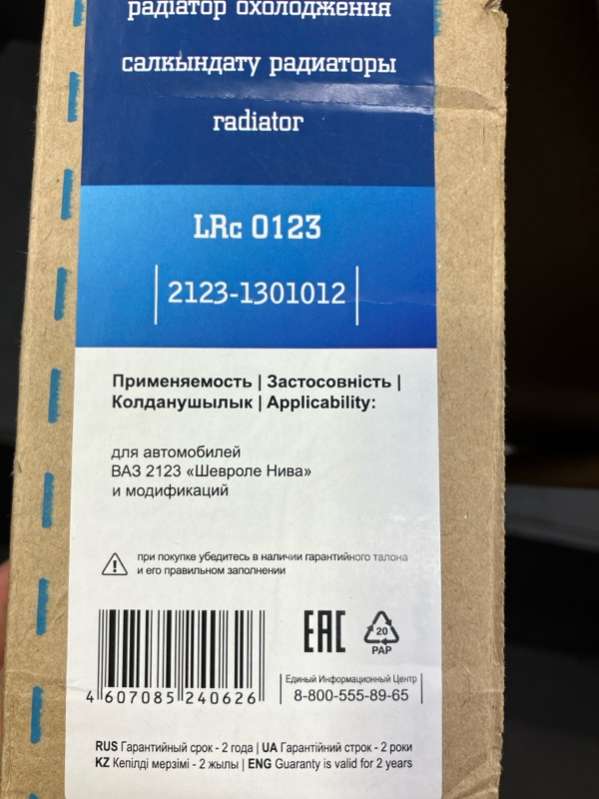 радіатор охолодження
салкындату радиаторы
radiator
LRc 0123
2123-1301012
Применяемость | Застосовність |
Колданушылык | Applicability:
для автомобилей
ВАЗ 2123 «Шевроле Нива»
и модификаций
при покупке убедитесь в наличии гарантийного талона
и его правильном заполнении
EAC
20
PAP
4 607085 240626
Единый Информационный Центр
8-800-555-89-65
RUS Гарантийный срок - 2 года | UA Гарантійний строк - 2 роки
KZ Кепілді мерзімі - 2 жылы | ENG Guaranty is valid for 2 years